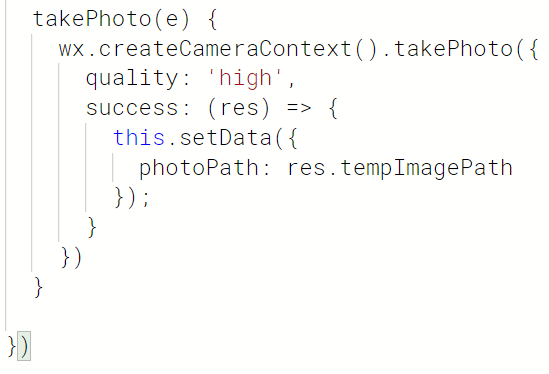 takePhoto(e) {
wx.createCameraContext().takePhoto({
quality: 'high',
success: (res) => {
this.setData({
photoPath: res.tempImagePath
});
}
})
}
})